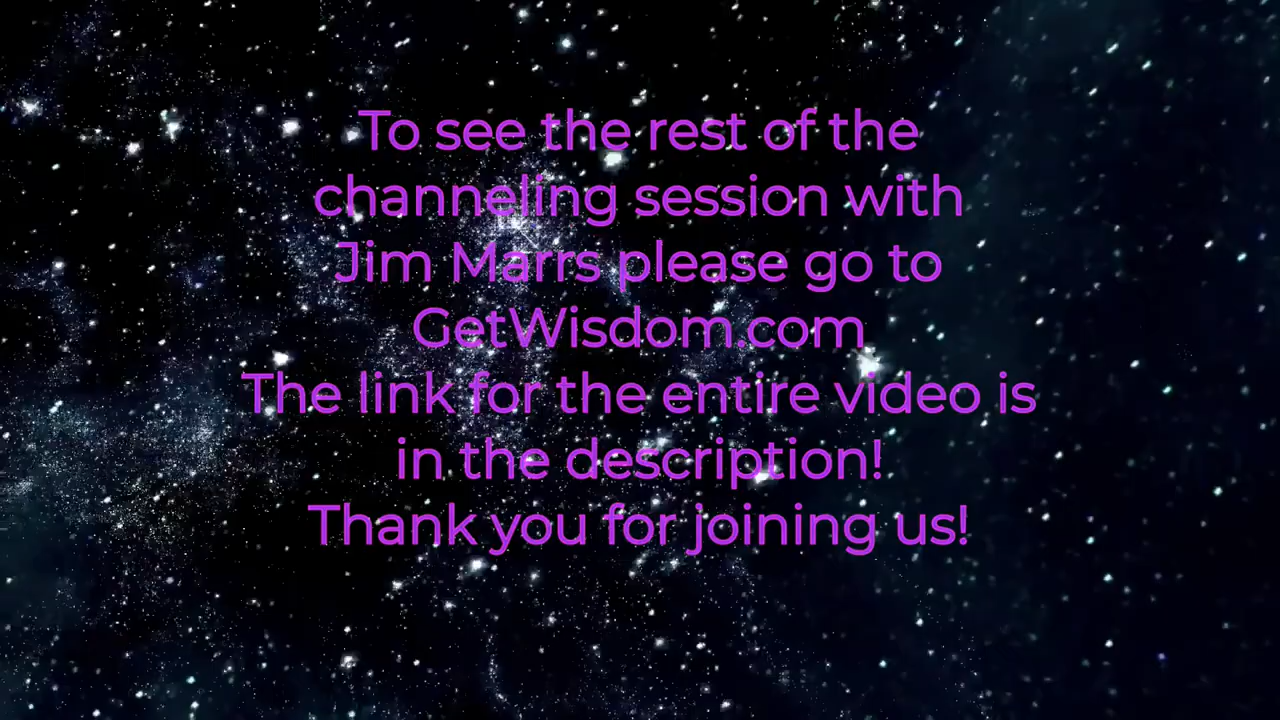 To see the rest of the
channeling session with
Jim Marrs please go to
GetWisdom.com
The link for the entire video is
in the description!
Thank you for joining us!